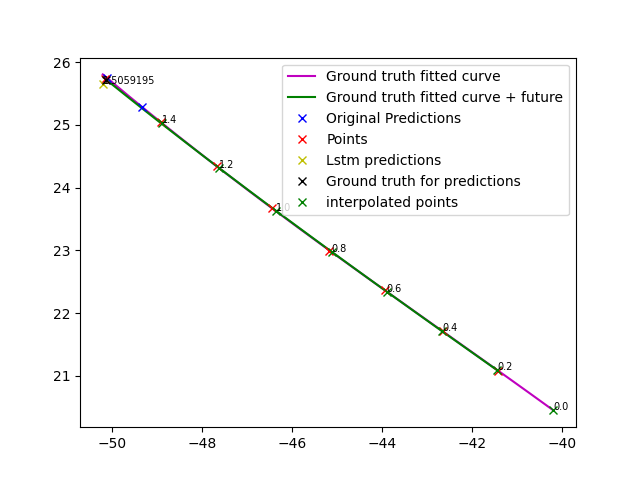 26
25
24
23
22
21
−50
−48
−46
−44
−42
−40
Ground truth fitted curve
Ground truth fitted curve + future
Original Predictions
Points
Lstm predictions
Ground truth for predictions
interpolated points
1.4
1.2
1.0
0.8
0.6
0.4
0.2
0.0